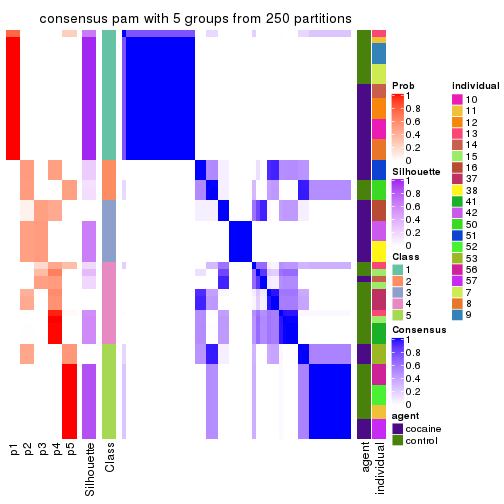 consensus pam with 5 groups from 250 partitions
Prob
1
0.8
0.6
0.4
0.2
0
Silhouette
1
0.8
0.6
0.4
0.2
0
Class
1
2
3
4
5
Consensus
1
0.8
0.6
0.4
0.2
0
agent
cocaine
control
individual
10
11
12
13
14
15
16
37
38
41
42
50
51
52
53
56
57
7
8
9
p1
p2
p3
p4
p5
Silhouette
Class
agent
individual